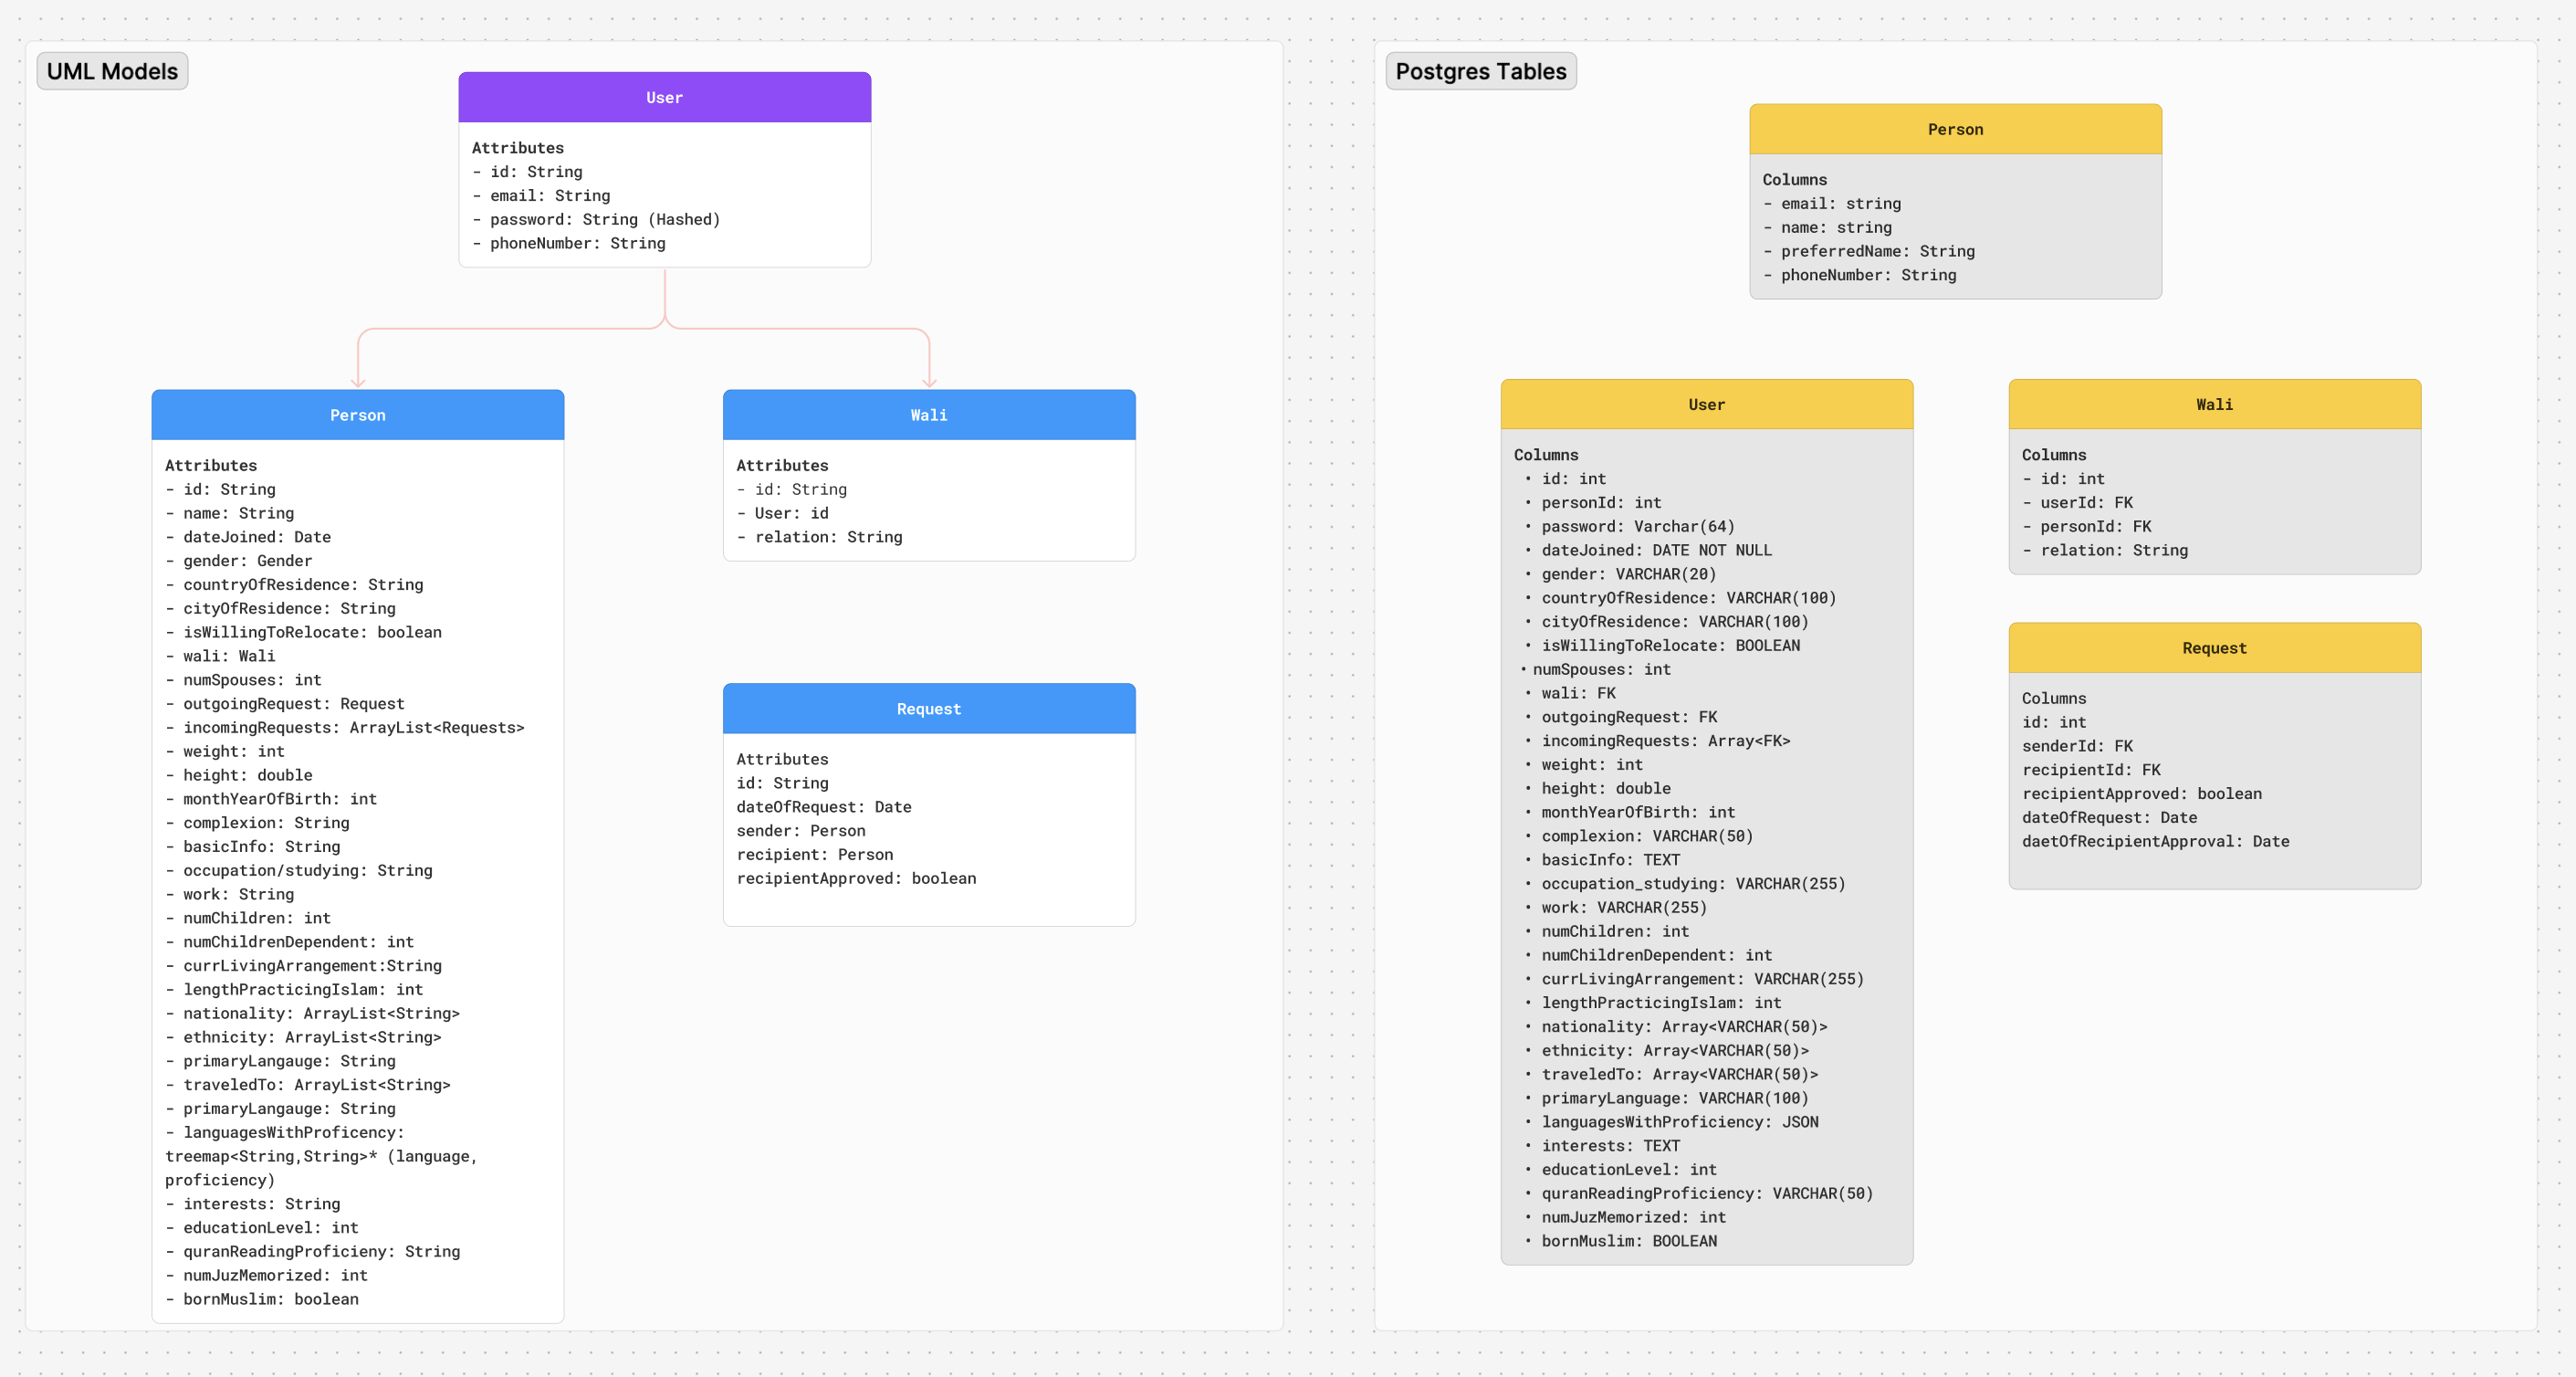 UML Models
User
Attributes
- id: String
- email: String
- password: String (Hashed)
- phoneNumber: String
Person
Attributes
- id: String
- name: String
- dateJoined: Date
- gender: Gender
- countryOfResidence: String
- cityOfResidence: String
- isWillingToRelocate: boolean
- wali: Wali
- numSpouses: int
- outgoingRequest: Request
- incomingRequests: ArrayList<Requests>
- weight: int
- height: double
- monthYearOfBirth: int
- complexion: String
- basicInfo: String
- occupation/studying: String
- work: String
- numChildren: int
- numChildrenDependent: int
- currLivingArrangement:String
- lengthPracticingIslam: int
- nationality: ArrayList<String>
- ethnicity: ArrayList<String>
- primaryLangauge: String
- traveledTo: ArrayList<String>
- primaryLangauge: String
- languagesWithProficency:
treemap<String,String>* (language,
proficiency)
- interests: String
- educationLevel: int
- quranReadingProficieny: String
- numJuzMemorized: int
- bornMuslim: boolean
Wali
Attributes
- id: String
- User: id
- relation: String
Request
Attributes
id: String
dateOfRequest: Date
sender: Person
recipient: Person
recipientApproved: boolean
Postgres Tables
Person
Columns
- email: string
- name: string
- preferredName: String
- phoneNumber: String
User
Columns
• id: int
• personId: int
• password: Varchar(64)
• dateJoined: DATE NOT NULL
• gender: VARCHAR(20)
• countryOfResidence: VARCHAR(100)
• cityOfResidence: VARCHAR(100)
• isWillingToRelocate: BOOLEAN
• numSpouses: int
• wali: FK
• outgoingRequest: FK
• incomingRequests: Array<FK>
• weight: int
• height: double
• monthYearOfBirth: int
• complexion: VARCHAR(50)
• basicInfo: TEXT
• occupation_studying: VARCHAR(255)
• work: VARCHAR(255)
• numChildren: int
• numChildrenDependent: int
• currLivingArrangement: VARCHAR(255)
• lengthPracticingIslam: int
• nationality: Array<VARCHAR(50)>
• ethnicity: Array<VARCHAR(50)>
• traveledTo: Array<VARCHAR(50)>
• primaryLanguage: VARCHAR(100)
• languagesWithProficiency: JSON
• interests: TEXT
• educationLevel: int
• quranReadingProficiency: VARCHAR(50)
• numJuzMemorized: int
• bornMuslim: BOOLEAN
Wali
Columns
- id: int
- userId: FK
- personId: FK
- relation: String
Request
Columns
id: int
senderId: FK
recipientId: FK
recipientApproved: boolean
dateOfRequest: Date
daetOfRecipientApproval: Date